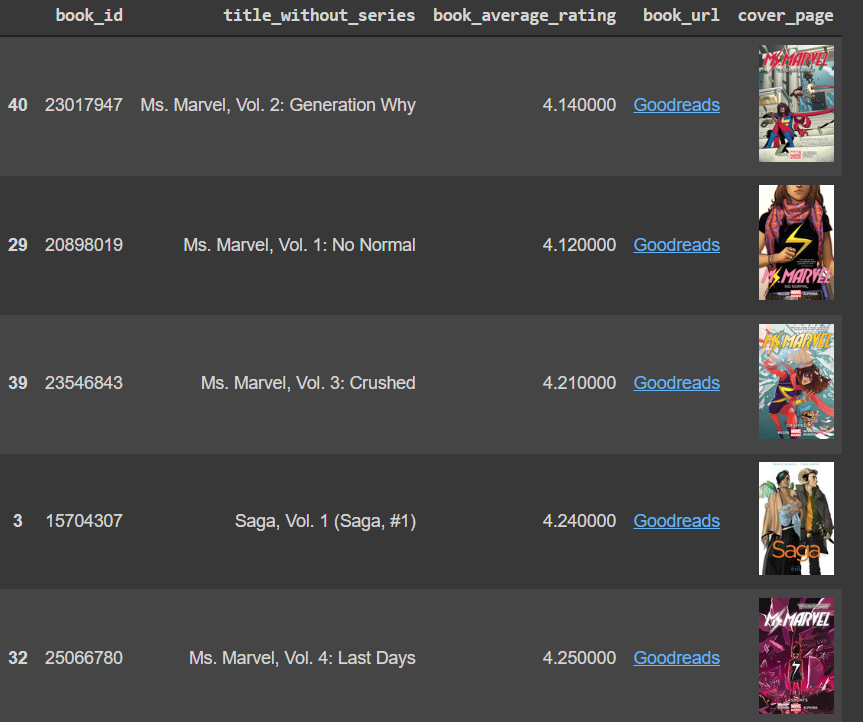 book_id title_without_series book_average_rating book_url cover_page
40 23017947 Ms. Marvel, Vol. 2: Generation Why 4.140000 Goodreads
MS. MARVEL
29 20898019 Ms. Marvel, Vol. 1: No Normal 4.120000 Goodreads
MS. MARVEL
NO NORMAL
39 23546843 Ms. Marvel, Vol. 3: Crushed 4.210000 Goodreads
MS. MARVEL
3 15704307 Saga, Vol. 1 (Saga, #1) 4.240000 Goodreads
Saga
32 25066780 Ms. Marvel, Vol. 4: Last Days 4.250000 Goodreads
MS. MARVEL